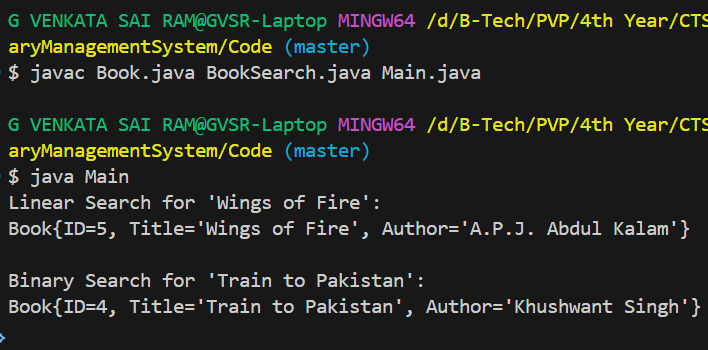 G VENKATA SAI RAM@GVSR-Laptop MINGW64 /d/B-Tech/PVP/4th Year/CTS
aryManagementSystem/Code (master)
$ javac Book.java BookSearch.java Main.java
G VENKATA SAI RAM@GVSR-Laptop MINGW64 /d/B-Tech/PVP/4th Year/CTS
aryManagementSystem/Code (master)
$ java Main
Linear Search for 'Wings of Fire':
Book{ID=5, Title='Wings of Fire', Author='A.P.J. Abdul Kalam'}
Binary Search for 'Train to Pakistan':
Book{ID=4, Title='Train to Pakistan', Author='Khushwant Singh'}